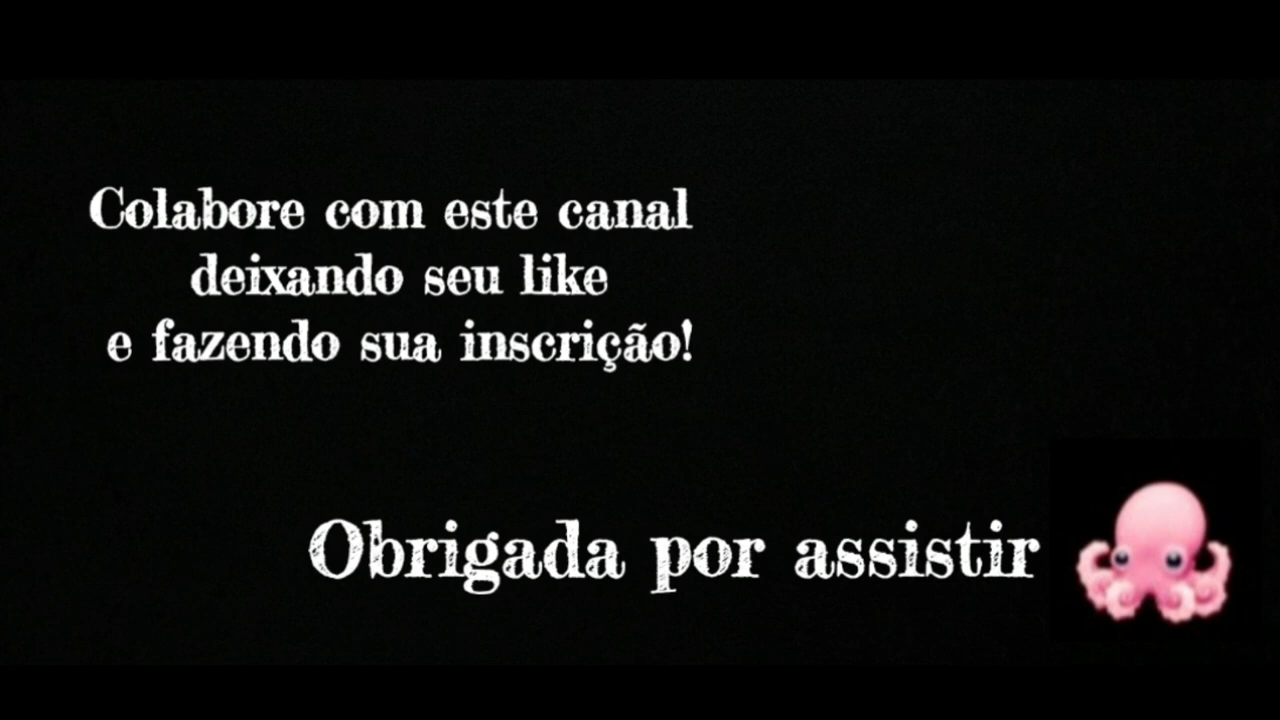 Colabore com este canal
deixando seu like
e fazendo sua inscrição!
Obrigada por assistir